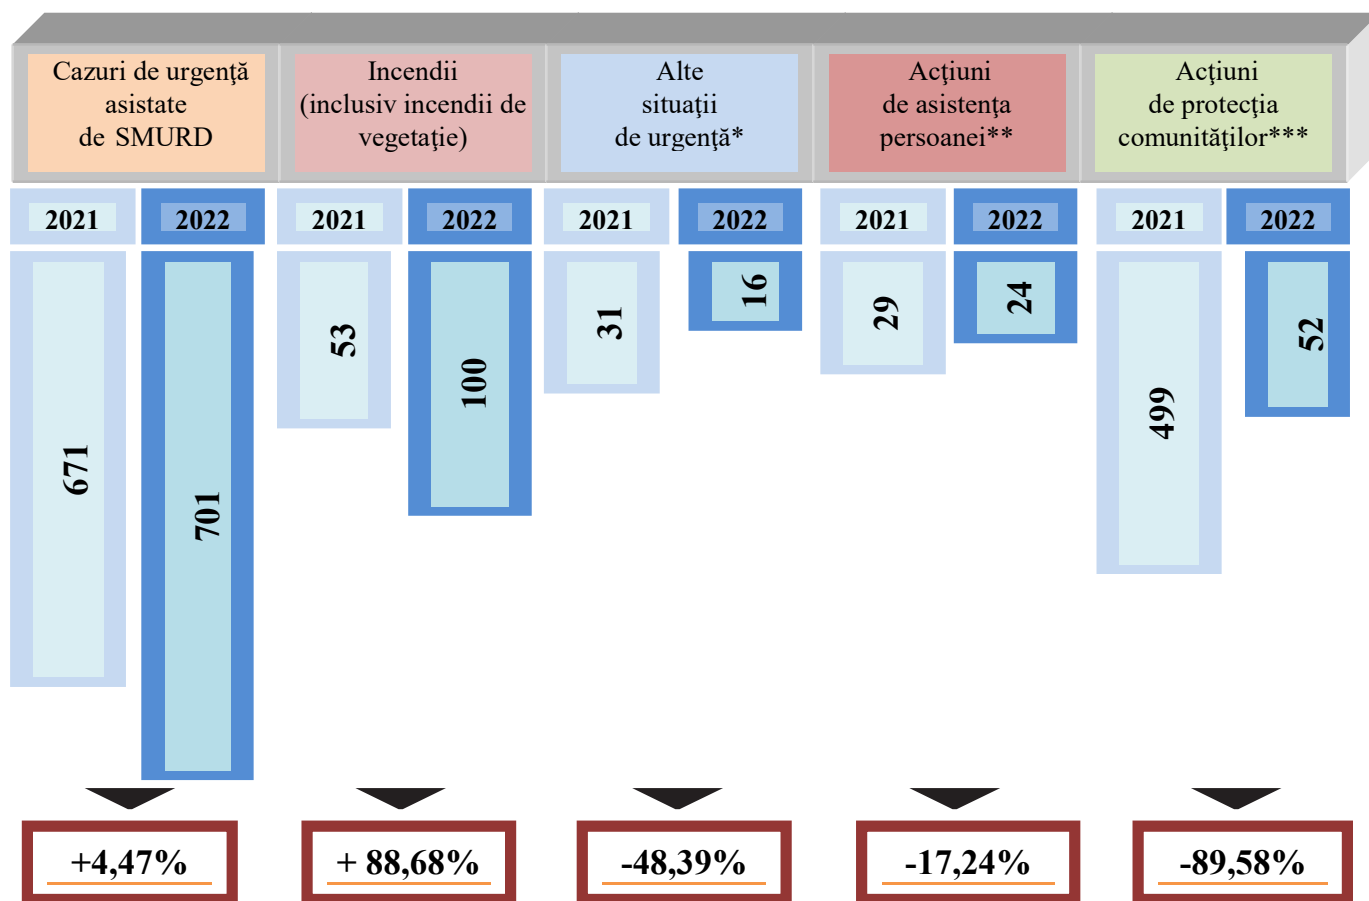 Cazuri de urgenţă
asistate
de SMURD
Incendii
(inclusiv incendii de
vegetaţie)
Alte
situaţii
de urgenţă*
Acţiuni
de asistenţa
persoanei**
Acţiuni
de protecţia
comunităţilor***
2021
2022
2021
2022
2021
2022
2021
2022
2021
2022
671
701
53
100
31
16
29
24
499
52
+4,47%
+ 88,68%
-48,39%
-17,24%
-89,58%